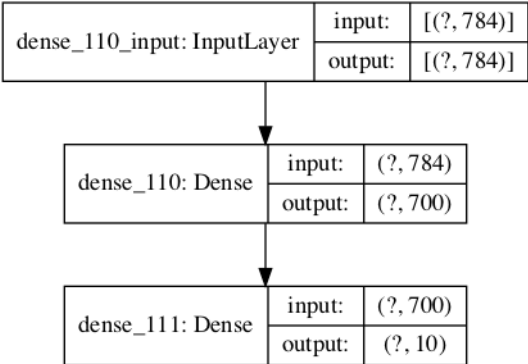 dense_110_input: InputLayer
input: [(?, 784)]
output: [(?, 784)]
dense_110: Dense
input: (?, 784)
output: (?, 700)
dense_111: Dense
input: (?, 700)
output: (?, 10)